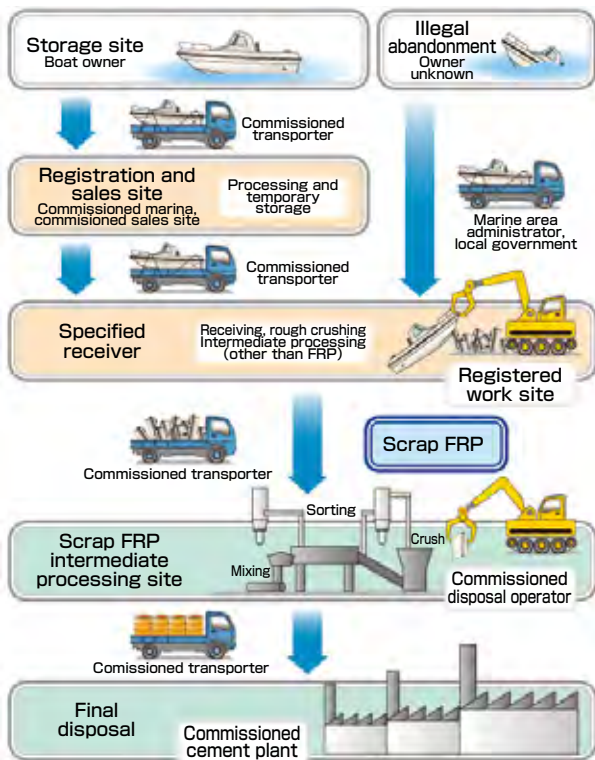 Storage site
Boat owner
Illegal
abandonment
Owner
unknown
Commissioned
transporter
Registration and
sales site
Commissioned marina,
commisioned sales site
Processing and
temporary
storage
Marine area
administrator,
local government
Commissioned
transporter
Specified
receiver
Receiving, rough crushing
Intermediate processing
(other than FRP)
Registered
work site
Scrap FRP
Commissioned transporter
Sorting
Crush
Mixing
Scrap FRP
intermediate
processing site
Commissioned
disposal operator
Comissioned transporter
Final
disposal
Commissioned
cement plant